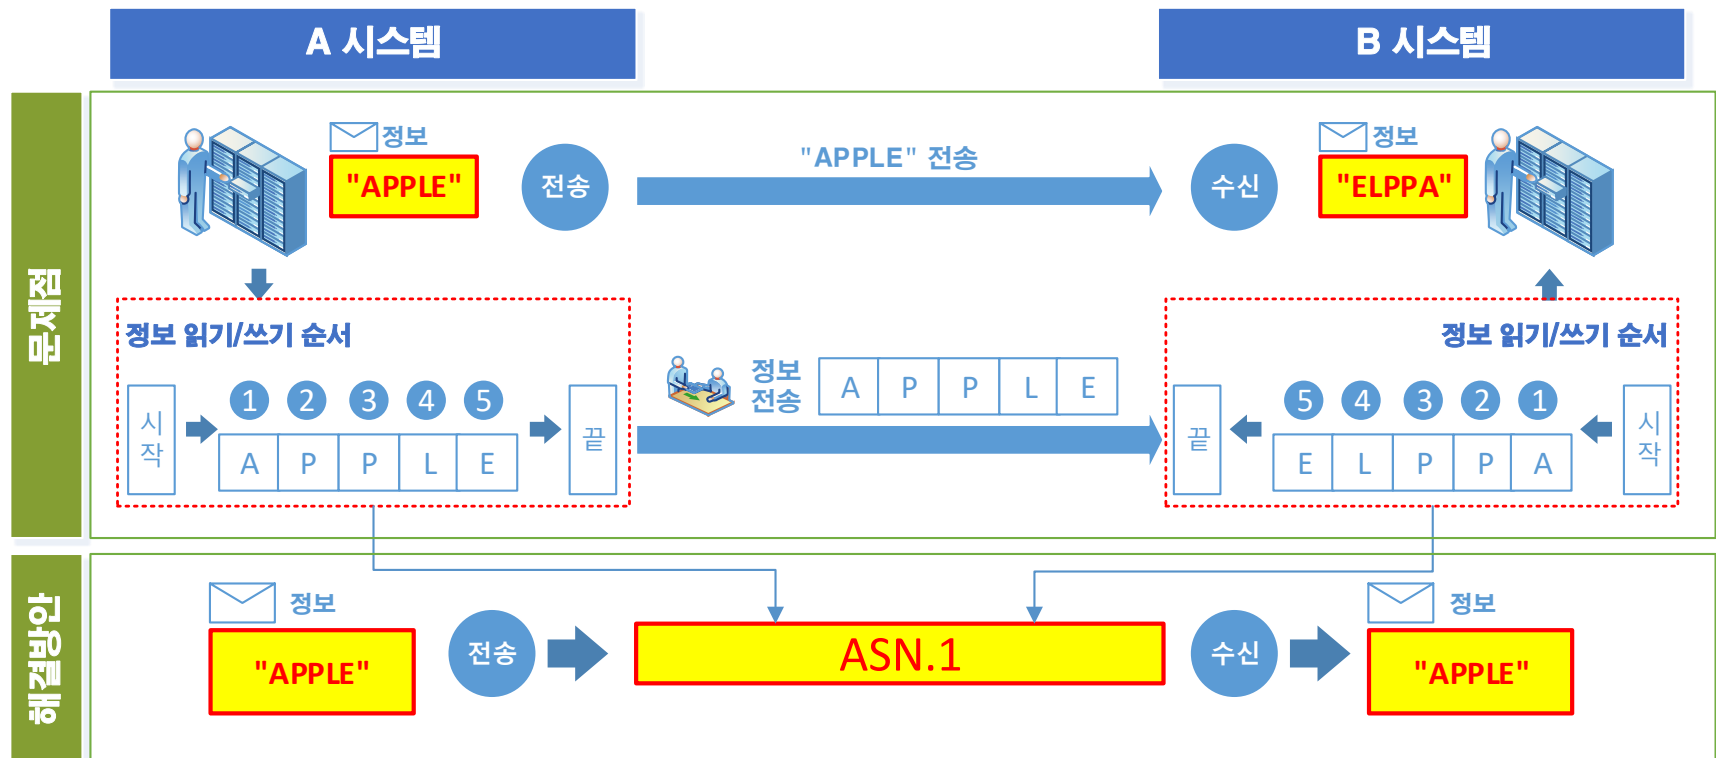 A 시스템
B 시스템
문제점
정보
"APPLE"
전송
"APPLE" 전송
수신
정보
"ELPPA"
정보 읽기/쓰기 순서
시작
1 2 3 4 5
A P P L E
끝
정보
전송
A P P L E
정보 읽기/쓰기 순서
끝
5 4 3 2 1
E L P P A
시작
해결방안
정보
"APPLE"
전송
ASN.1
수신
정보
"APPLE"